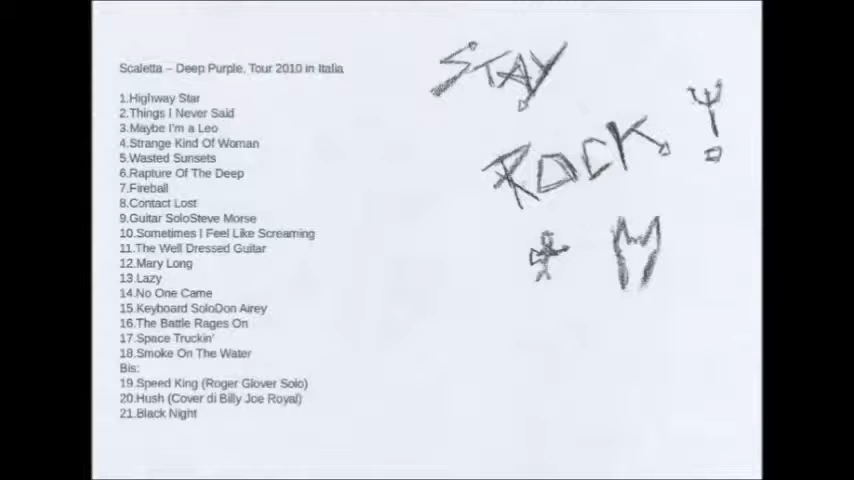 Scaletta – Deep Purple, Tour 2010 in Italia
1.Highway Star
2.Things I Never Said
3.Maybe I'm a Leo
4.Strange Kind Of Woman
5.Wasted Sunsets
6.Rapture Of The Deep
7.Fireball
8.Contact Lost
9.Guitar SoloSteve Morse
10.Sometimes I Feel Like Screaming
11.The Well Dressed Guitar
12.Mary Long
13.Lazy
14.No One Came
15.Keyboard SoloDon Airey
16.The Battle Rages On
17.Space Truckin'
18.Smoke On The Water
Bis:
19.Speed King (Roger Glover Solo)
20.Hush (Cover di Billy Joe Royal)
21.Black Night
STAY
ROCK!